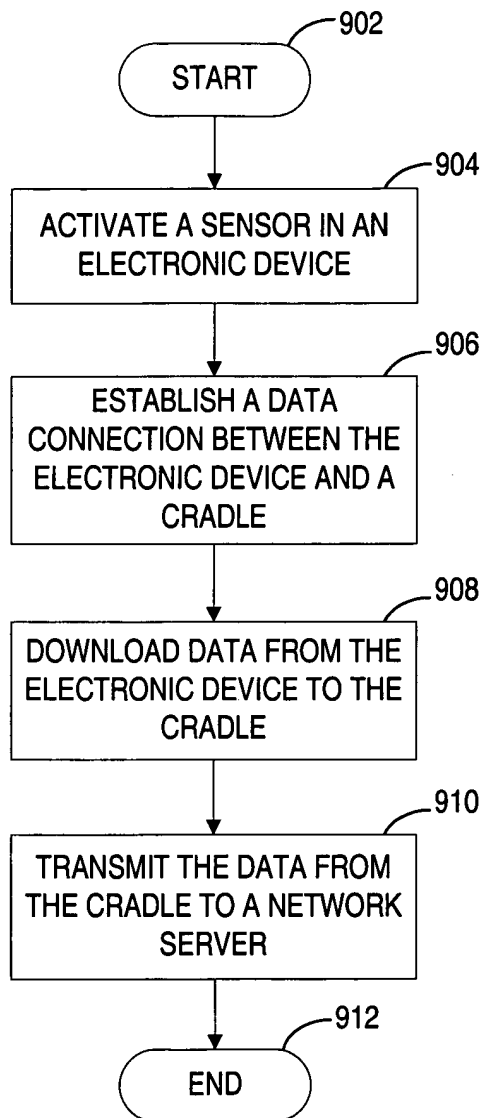 902
START
904
ACTIVATE A SENSOR IN AN
ELECTRONIC DEVICE
906
ESTABLISH A DATA
CONNECTION BETWEEN THE
ELECTRONIC DEVICE AND A
CRADLE
908
DOWNLOAD DATA FROM THE
ELECTRONIC DEVICE TO THE
CRADLE
910
TRANSMIT THE DATA FROM
THE CRADLE TO A NETWORK
SERVER
912
END